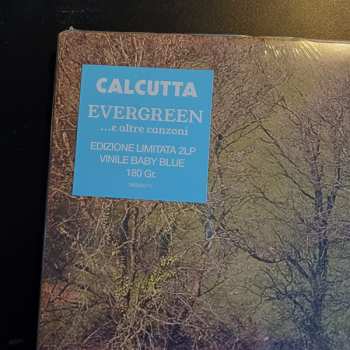 CALCUTTA
EVERGREEN
...e altre canzoni
EDIZIONE LIMITATA 2LP
VINILE BABY BLUE
180 Gr.